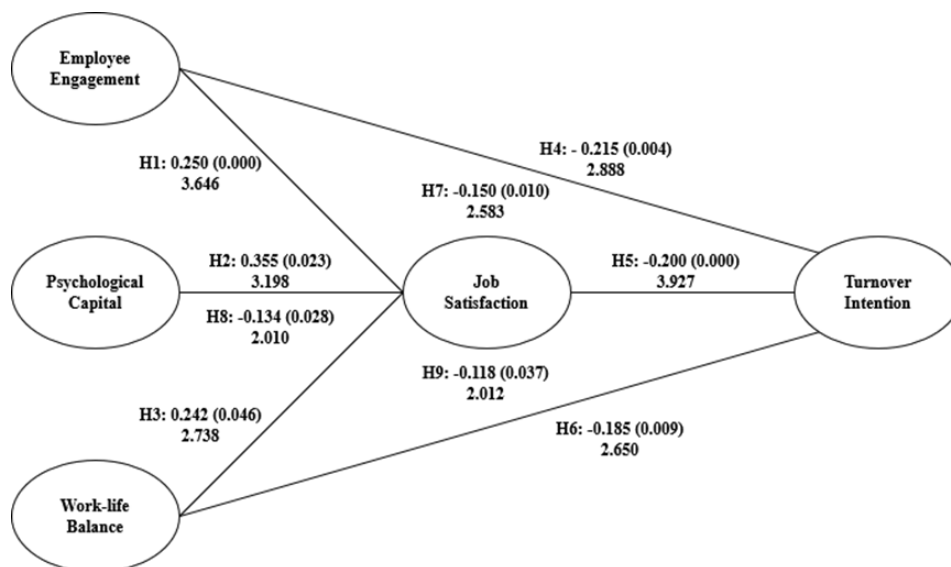 Employee
Engagement
H1: 0.250 (0.000)
3.646
H4: - 0.215 (0.004)
2.888
H7: -0.150 (0.010)
2.583
Psychological
Capital
H2: 0.355 (0.023)
3.198
H8: -0.134 (0.028)
2.010
Job
Satisfaction
H5: -0.200 (0.000)
3.927
Turnover
Intention
H9: -0.118 (0.037)
2.012
H3: 0.242 (0.046)
2.738
H6: -0.185 (0.009)
2.650
Work-life
Balance